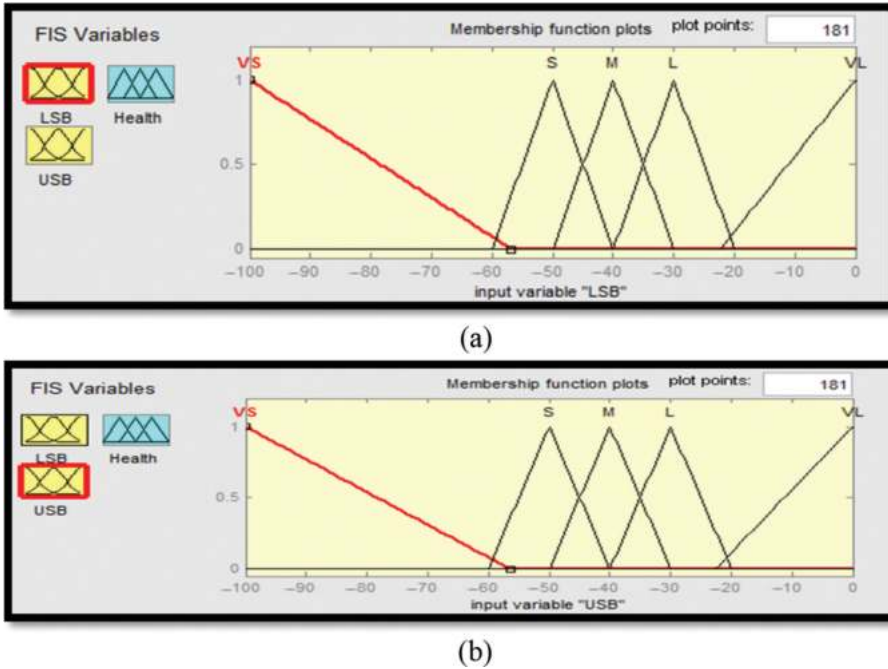 FIS Variables
Membership function plots plot points: 181
VS S M L VL
LSB Health
USB
1
0.5
0
−100 −90 −80 −70 −60 −50 −40 −30 −20 −10 0
input variable "LSB"
(a)
FIS Variables
Membership function plots plot points: 181
VS S M L VL
LSB Health
USB
1
0.5
0
−100 −90 −80 −70 −60 −50 −40 −30 −20 −10 0
input variable "USB"
(b)